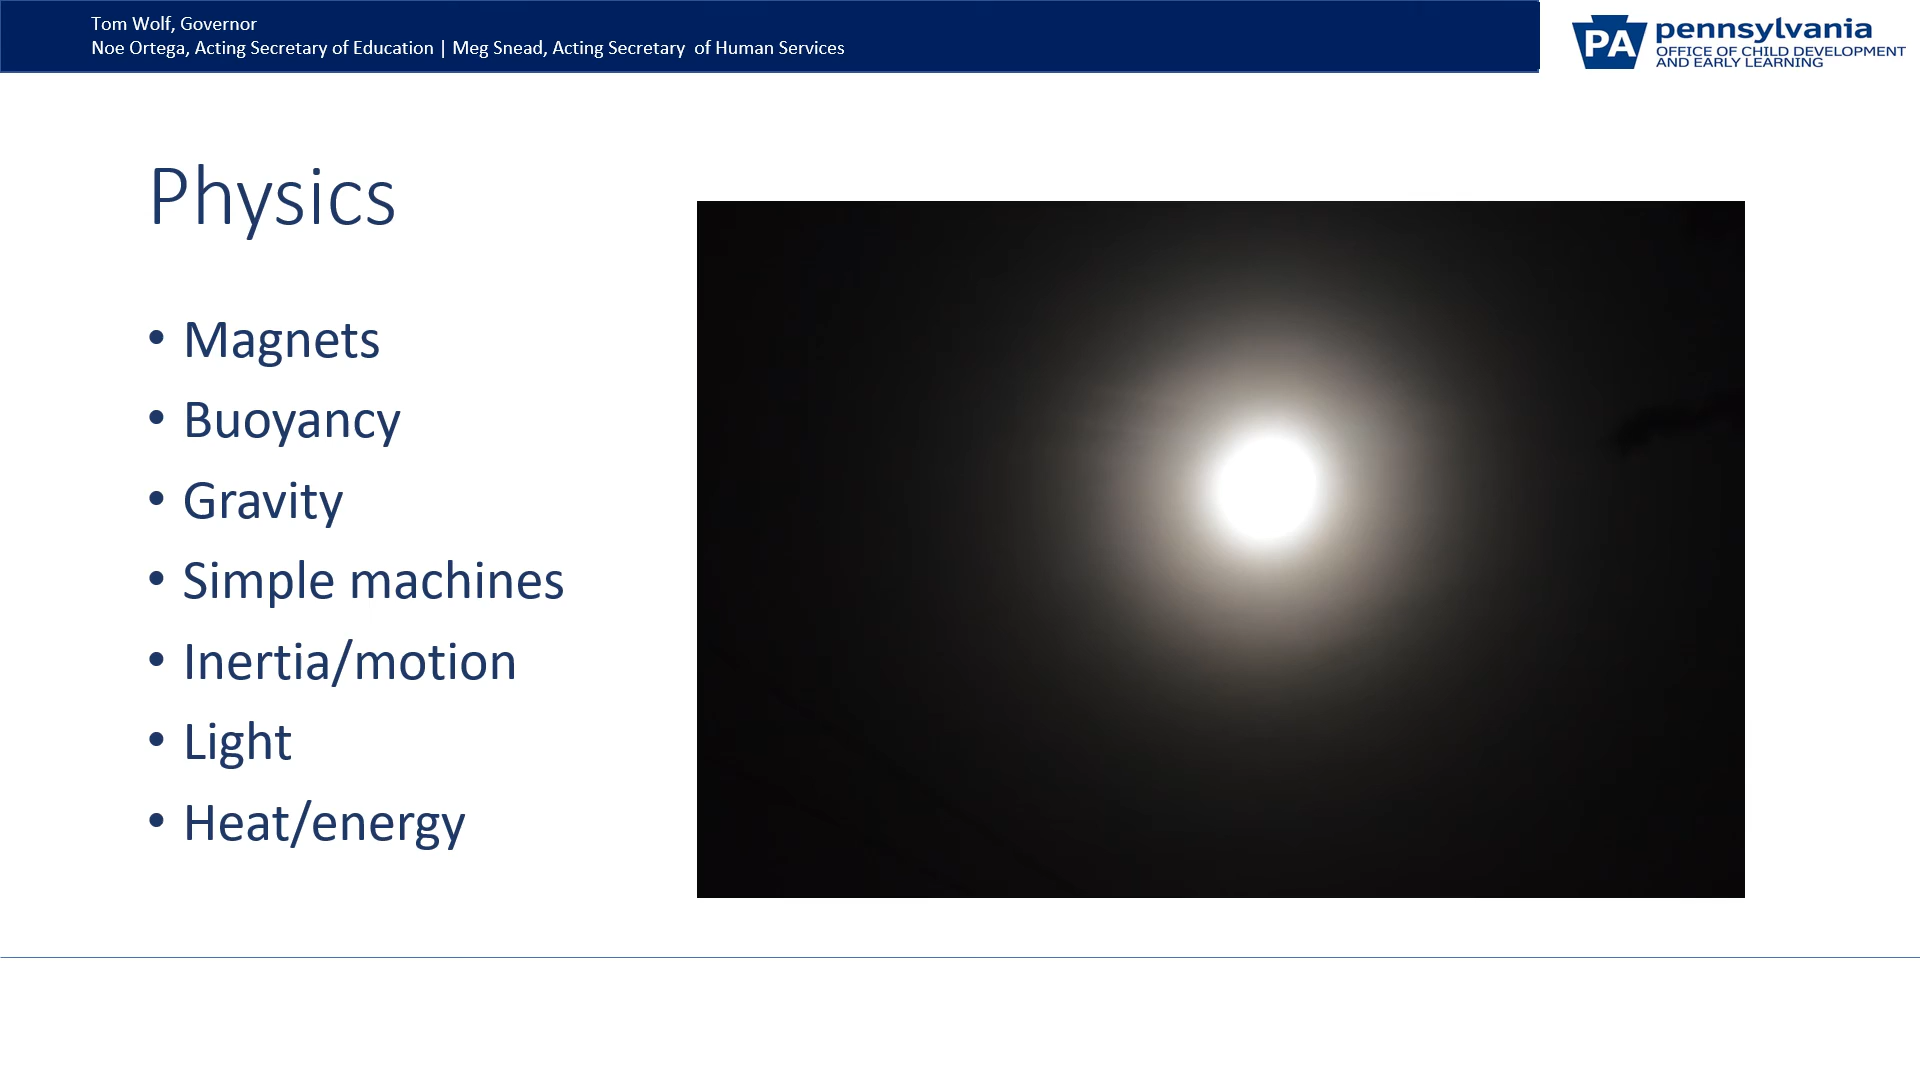 Tom Wolf, Governor
Noe Ortega, Acting Secretary of Education | Meg Snead, Acting Secretary of Human Services
PA
pennsylvania
OFFICE OF CHILD DEVELOPMENT
AND EARLY LEARNING
Physics
• Magnets
• Buoyancy
• Gravity
• Simple machines
• Inertia/motion
• Light
• Heat/energy